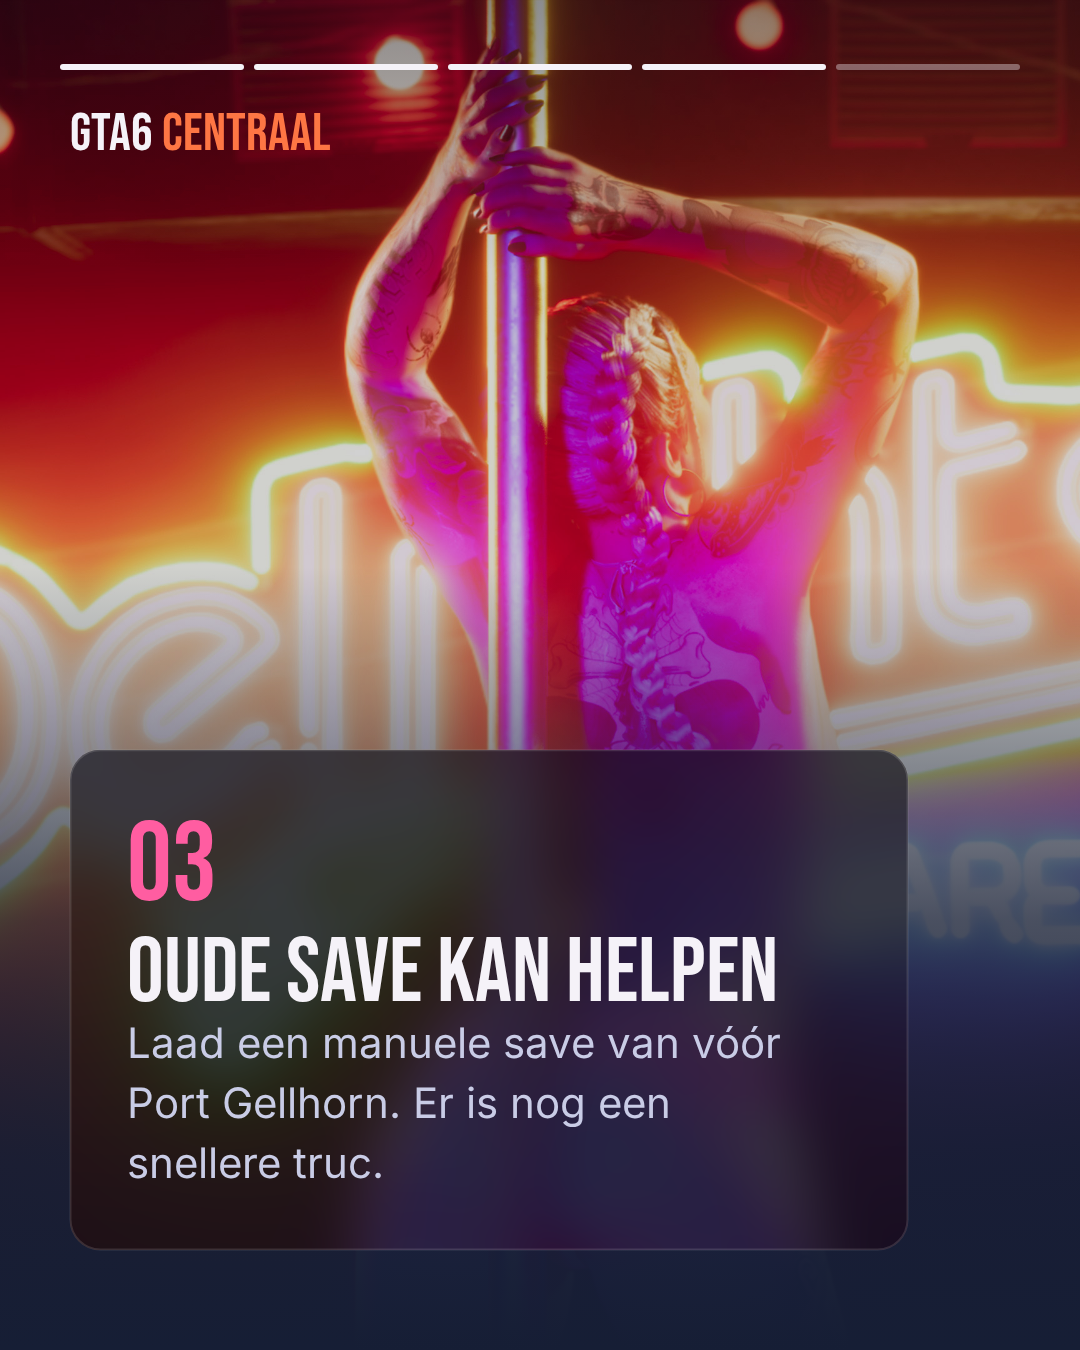 GTA6 CENTRAAL
03
OUDE SAVE KAN HELPEN
Laad een manuele save van vóór
Port Gellhorn. Er is nog een
snellere truc.